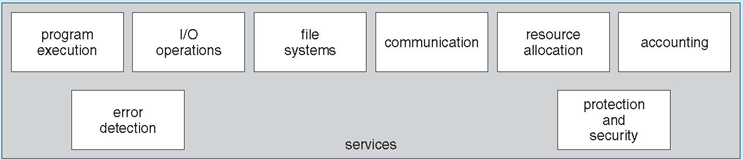 program
execution
I/O
operations
file
systems
communication
resource
allocation
accounting
error
detection
protection
and
security
services